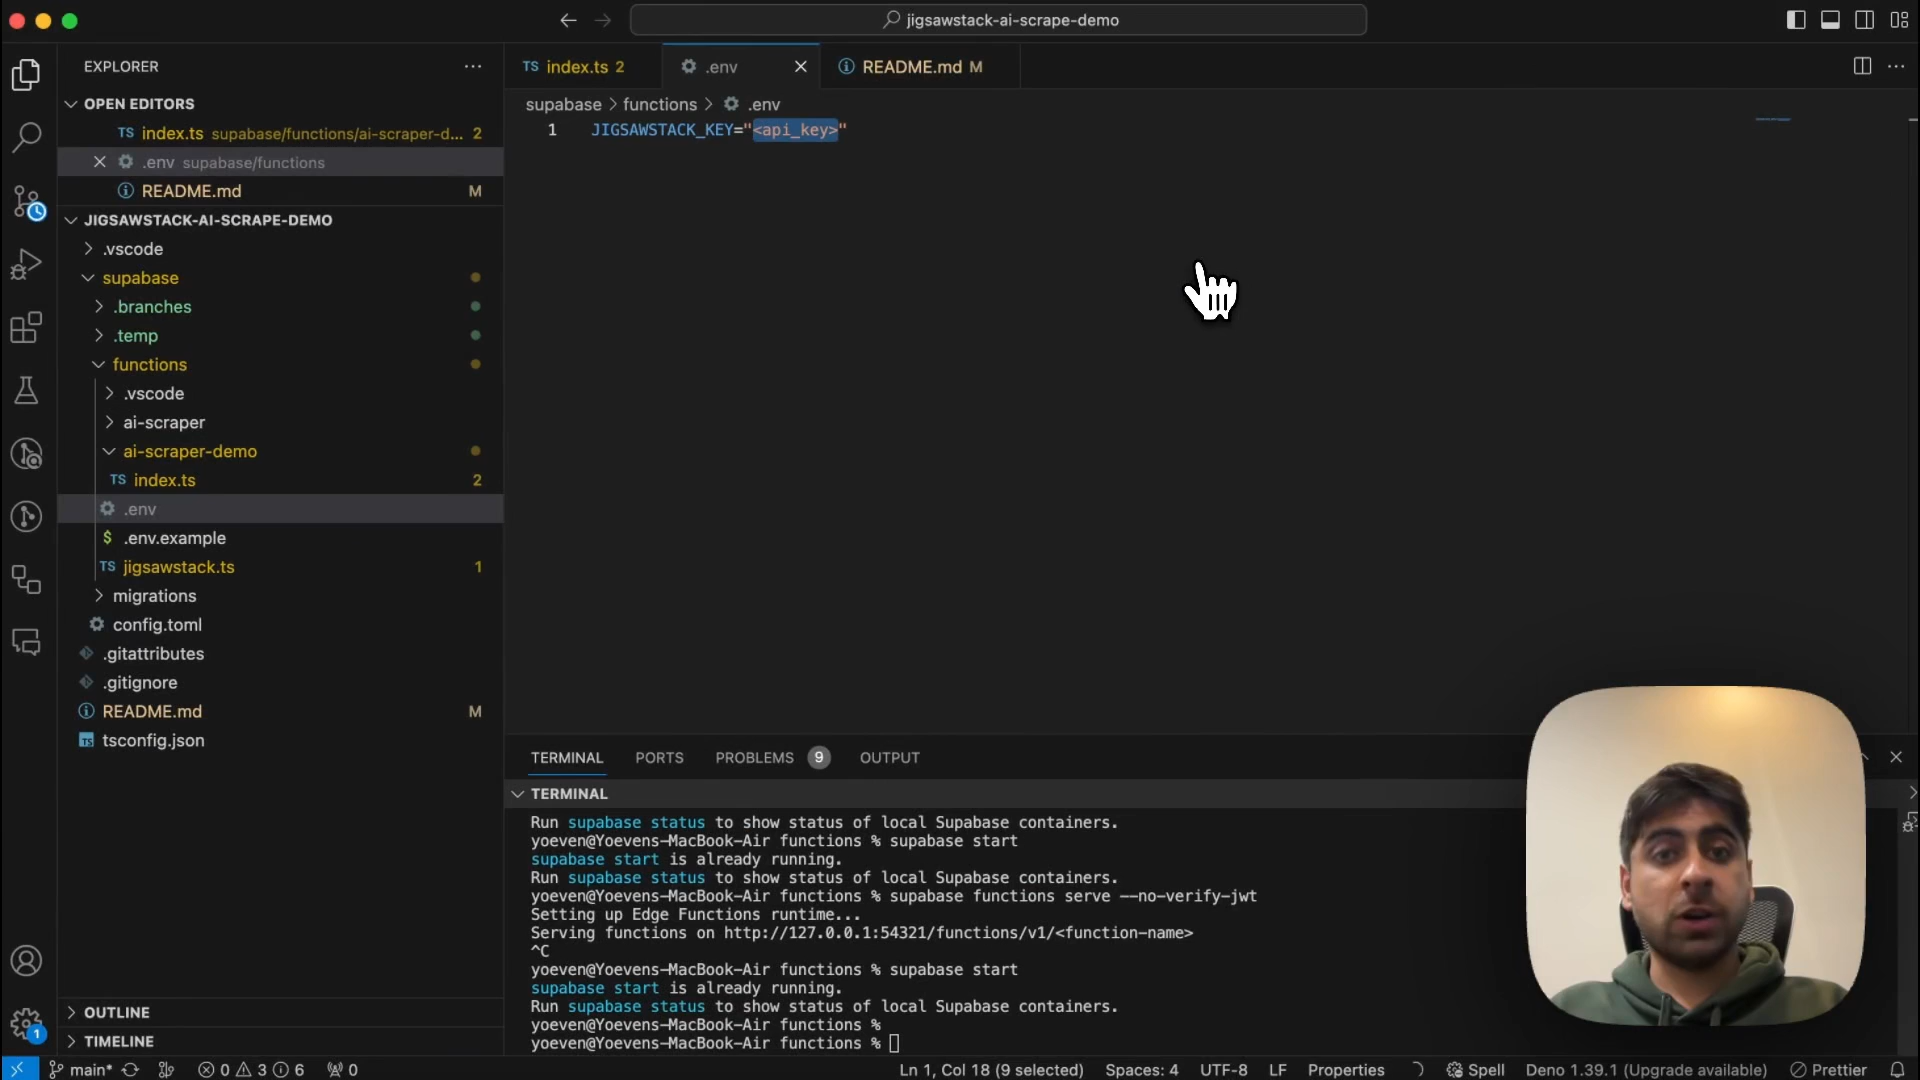 jigsawstack-ai-scrape-demo
EXPLORER
OPEN EDITORS
TS index.ts supabase/functions/ai-scraper-d... 2
.env supabase/functions
README.md M
JIGSAWSTACK-AI-SCRAPE-DEMO
.vscode
supabase
.branches
.temp
functions
.vscode
ai-scraper
ai-scraper-demo
TS index.ts 2
.env
$ .env.example
TS jigsawstack.ts 1
migrations
config.toml
.gitattributes
.gitignore
README.md M
TS tsconfig.json
OUTLINE
TIMELINE
1
TS index.ts 2
.env
README.md M
supabase > functions > .env
1 JIGSAWSTACK_KEY="<api_key>"
TERMINAL PORTS PROBLEMS 9 OUTPUT
TERMINAL
Run supabase status to show status of local Supabase containers.
yoeven@Yoevens-MacBook-Air functions % supabase start
supabase start is already running.
Run supabase status to show status of local Supabase containers.
yoeven@Yoevens-MacBook-Air functions % supabase functions serve --no-verify-jwt
Setting up Edge Functions runtime...
Serving functions on http://127.0.0.1:54321/functions/v1/<function-name>
^C
yoeven@Yoevens-MacBook-Air functions % supabase start
supabase start is already running.
Run supabase status to show status of local Supabase containers.
yoeven@Yoevens-MacBook-Air functions %
yoeven@Yoevens-MacBook-Air functions %
main* 0 3 6 0 Ln 1, Col 18 (9 selected) Spaces: 4 UTF-8 LF Properties Spell Deno 1.39.1 (Upgrade available) Prettier